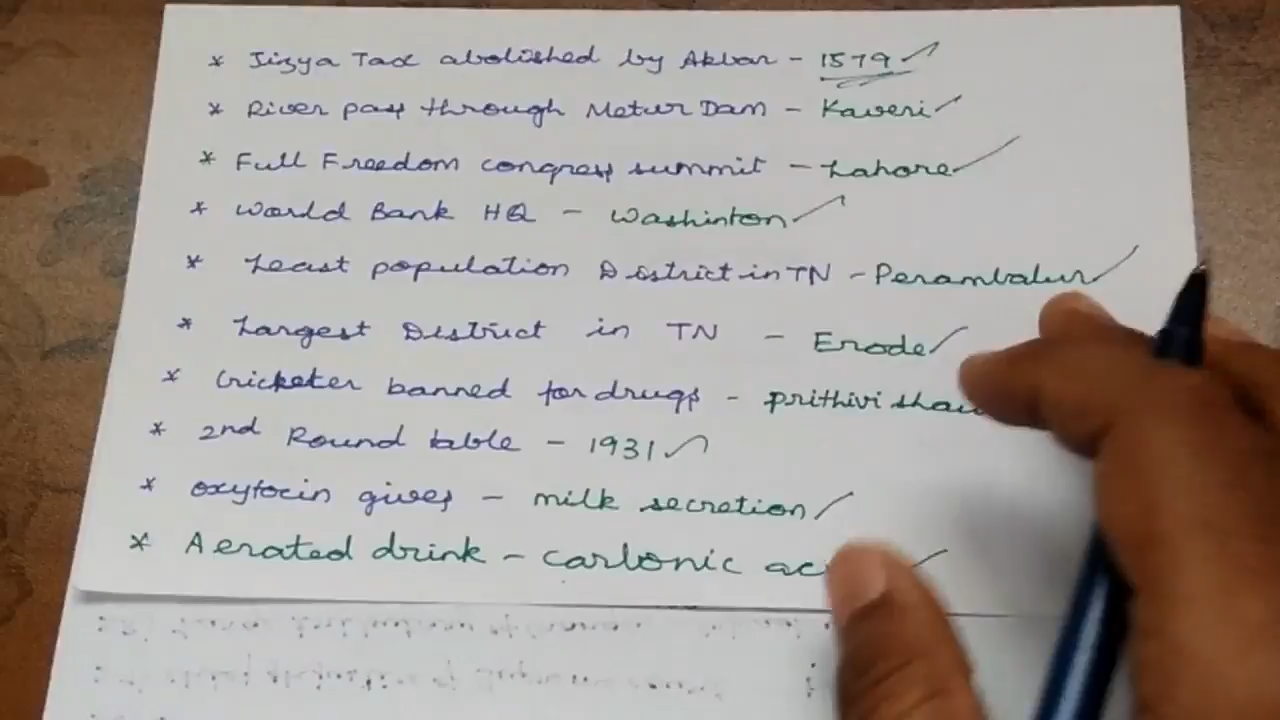 * Jizya Tax abolished by Akbar - 1579
* River pass through Metur Dam - Kaveri
* Full Freedom congress summit - Lahore
* World Bank HQ - Washinton
* Least population District in TN - Perambalur
* Largest District in TN - Erode
* Cricketer banned for drugs - prithivi shaw
* 2nd Round table - 1931
* oxytocin gives - milk secretion
* Aerated drink - carbonic